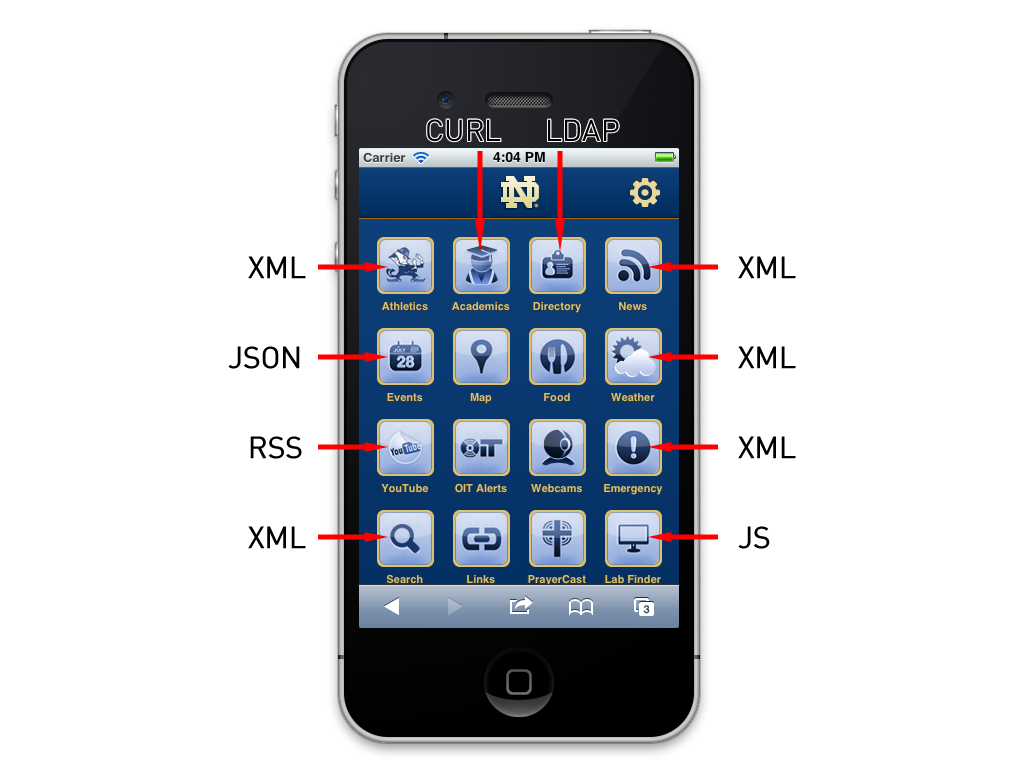 CURL LDAP
Carrier 4:04 PM
ND
XML XML
Athletics Academics Directory News
JSON JULY 28 XML
Events Map Food Weather
RSS YouTube OIT XML
YouTube OIT Alerts Webcams Emergency
XML JS
Search Links PrayerCast Lab Finder
3